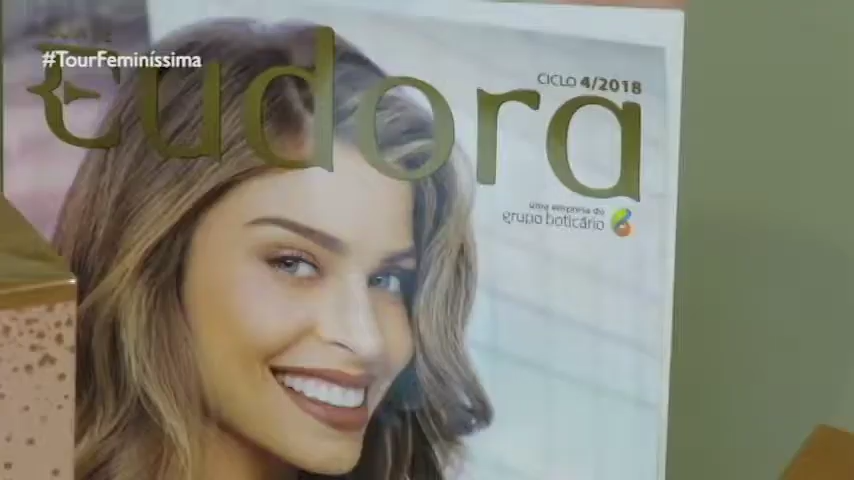 #TourFeminíssima
Eudora
CICLO 4/2018
uma empresa do
grupo boticário